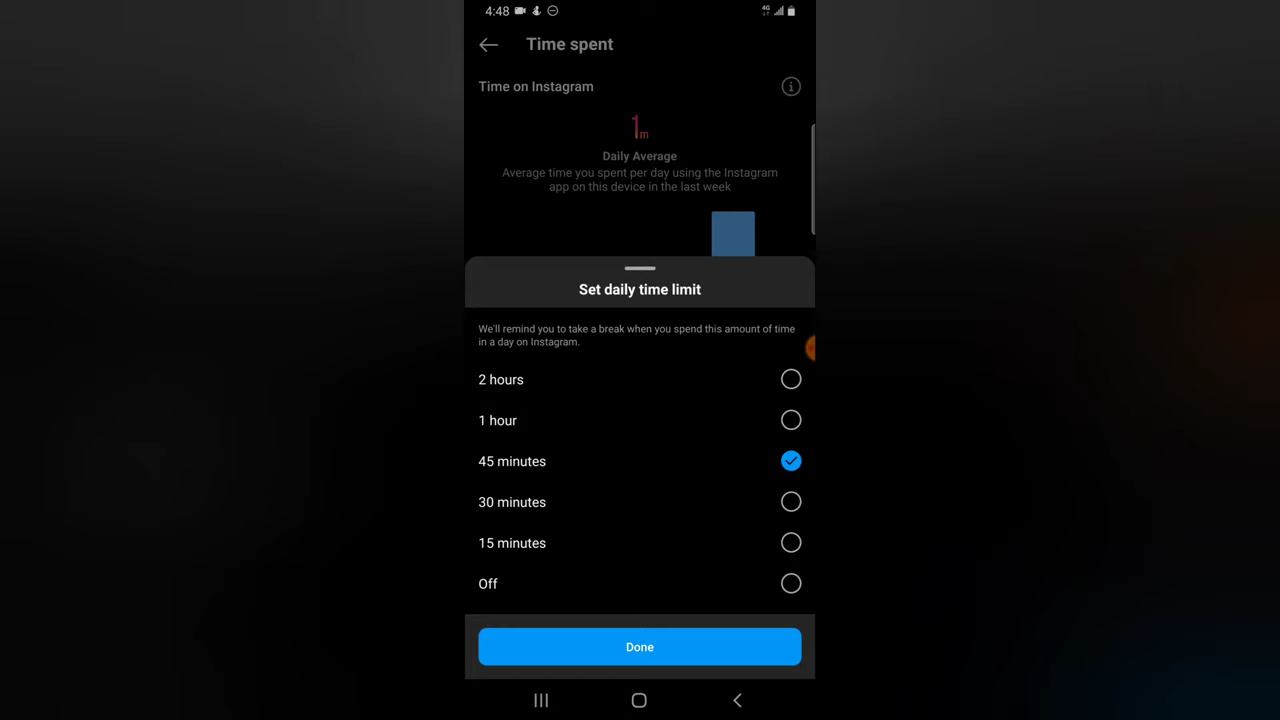 4:48
4G
Time spent
Time on Instagram
1m
Daily Average
Average time you spent per day using the Instagram
app on this device in the last week
Set daily time limit
We'll remind you to take a break when you spend this amount of time
in a day on Instagram.
2 hours
1 hour
45 minutes
30 minutes
15 minutes
Off
Done